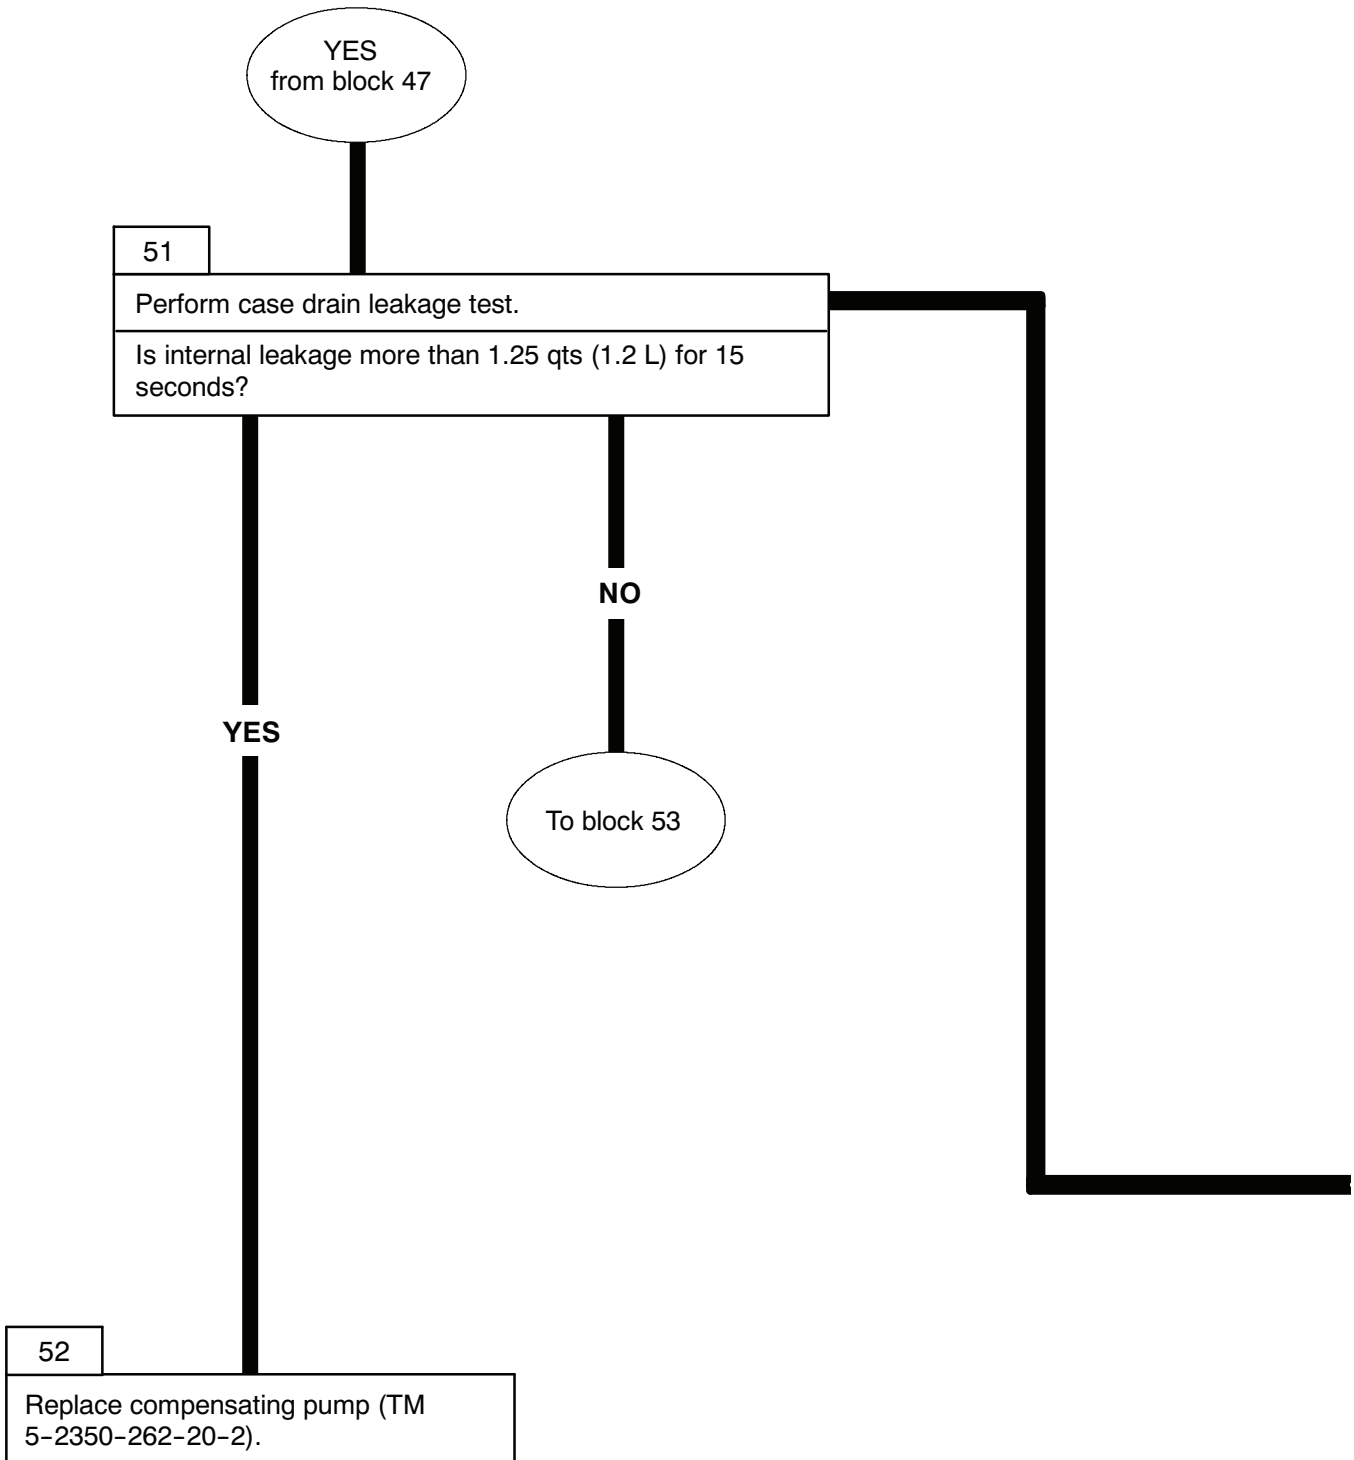 YES
from block 47
51
Perform case drain leakage test.
Is internal leakage more than 1.25 qts (1.2 L) for 15
seconds?
NO
YES
To block 53
52
Replace compensating pump (TM
5-2350-262-20-2).